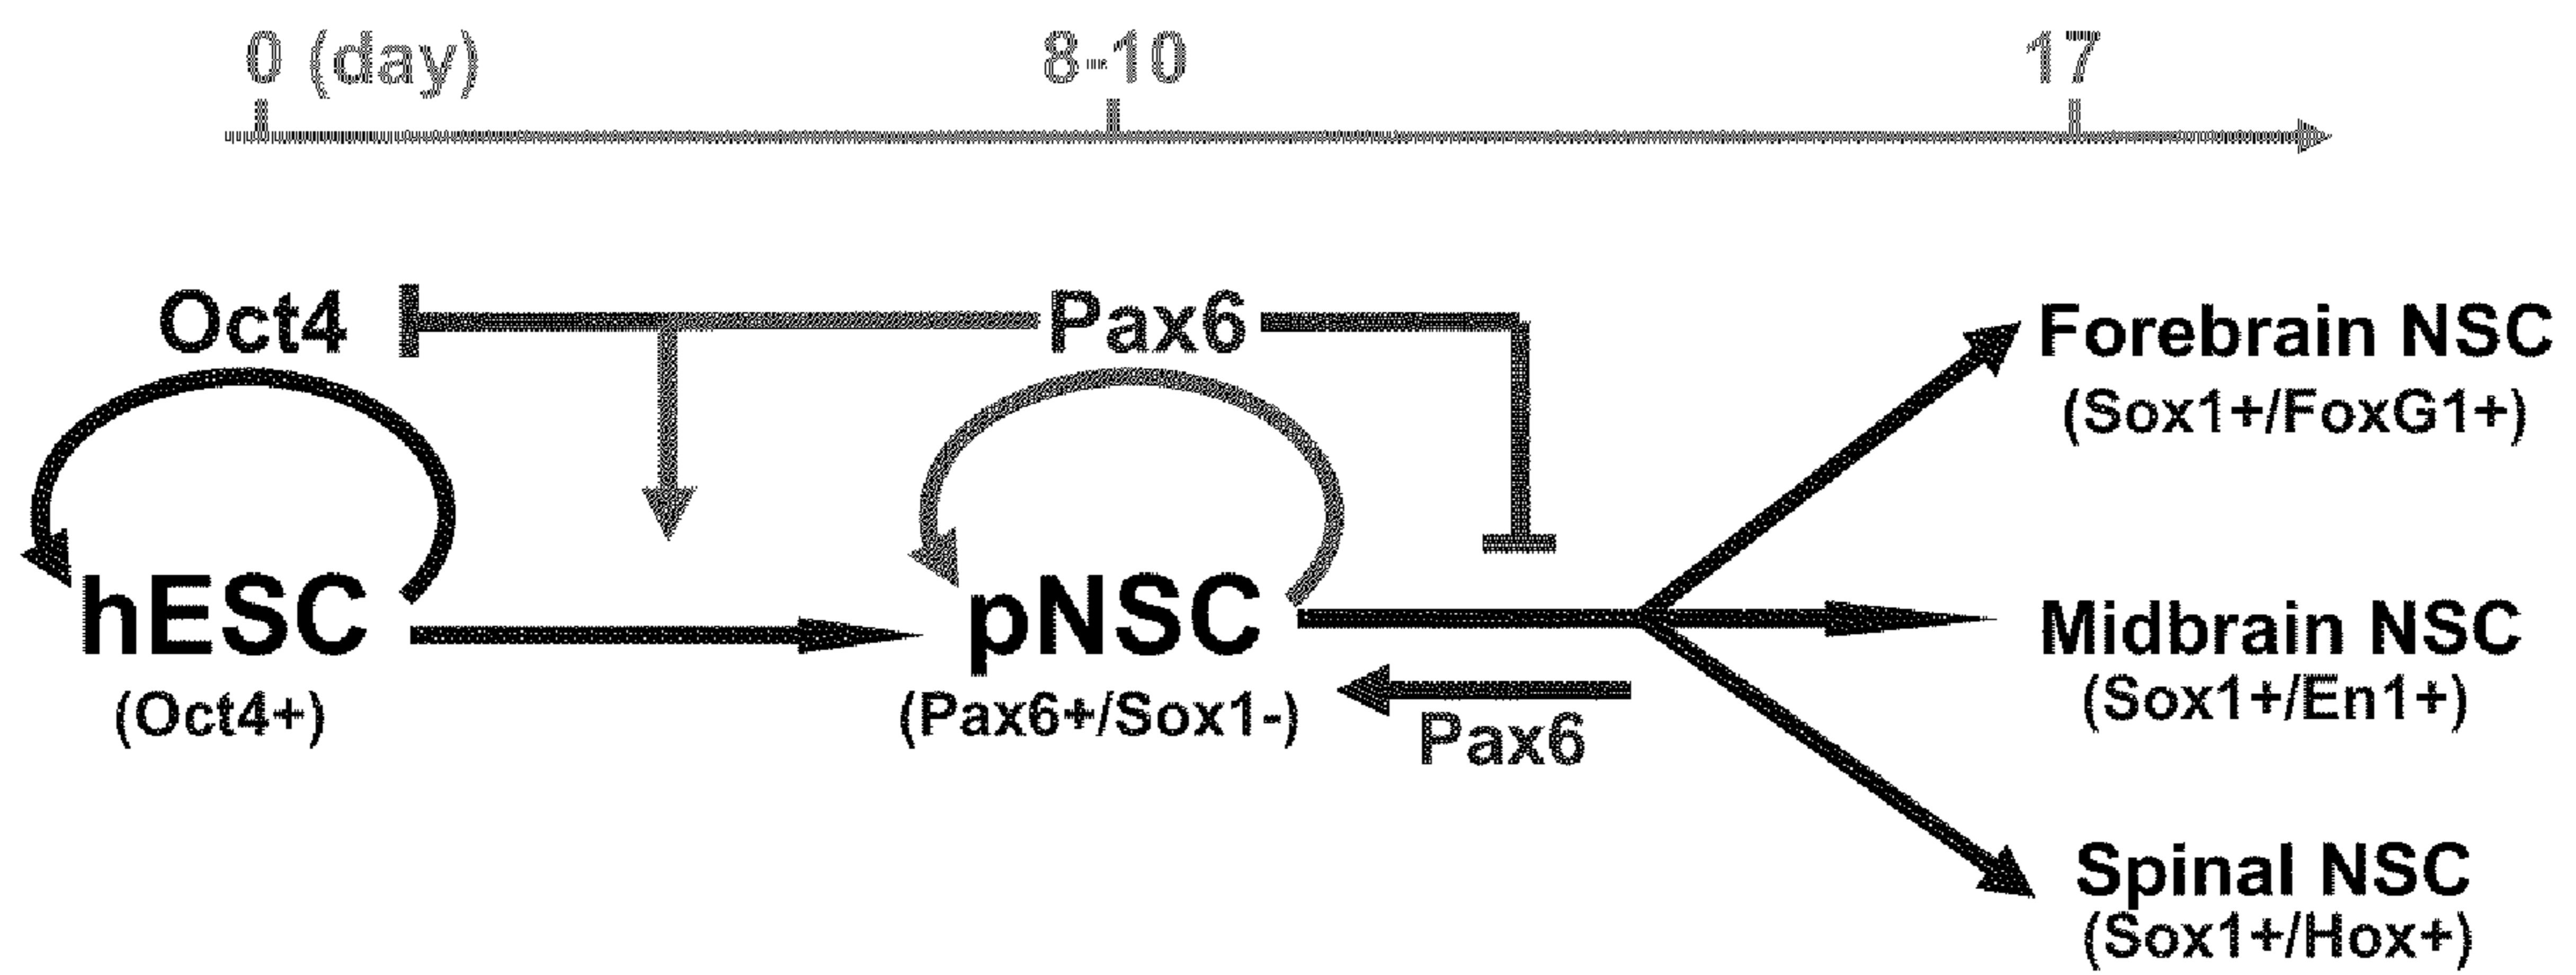 0 (day) 8-10 17
Oct4 Pax6
Forebrain NSC
(Sox1+/FoxG1+)
hESC pNSC Midbrain NSC
(Oct4+) (Pax6+/Sox1-) (Sox1+/En1+)
Pax6
Spinal NSC
(Sox1+/Hox+)